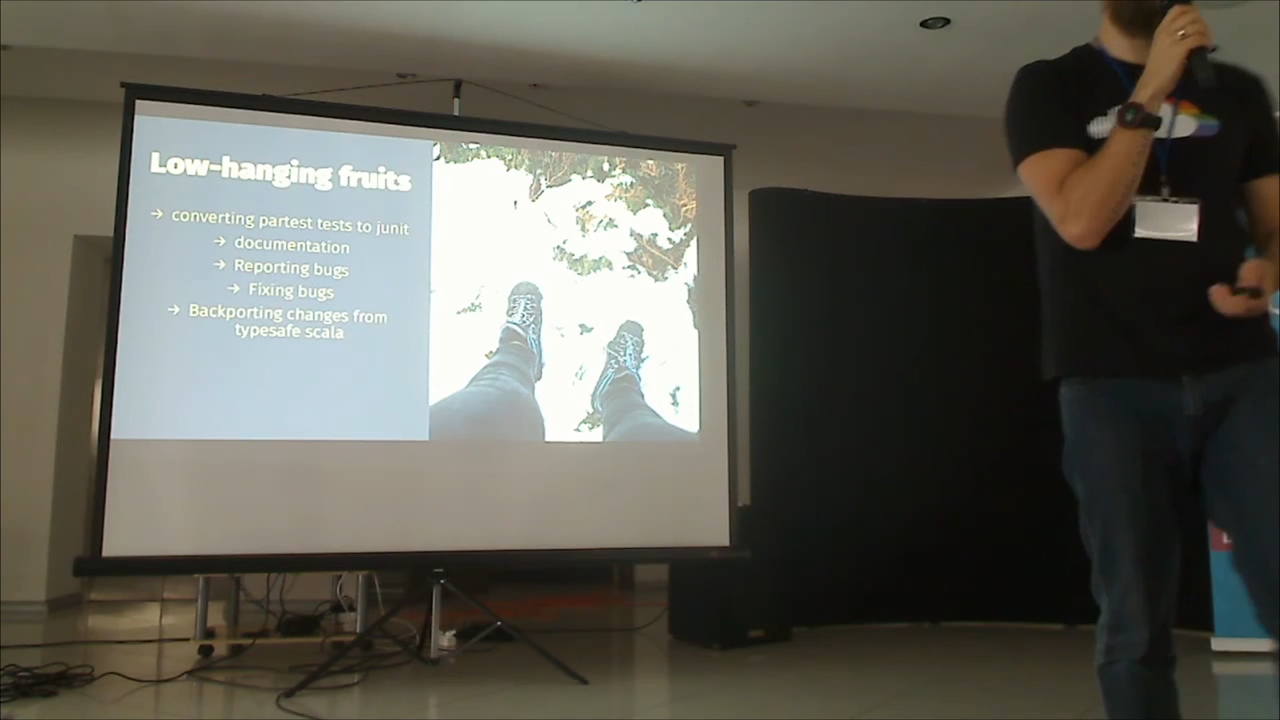 Low-hanging fruits
→ converting partest tests to junit
→ documentation
→ Reporting bugs
→ Fixing bugs
→ Backporting changes from
typesafe scala